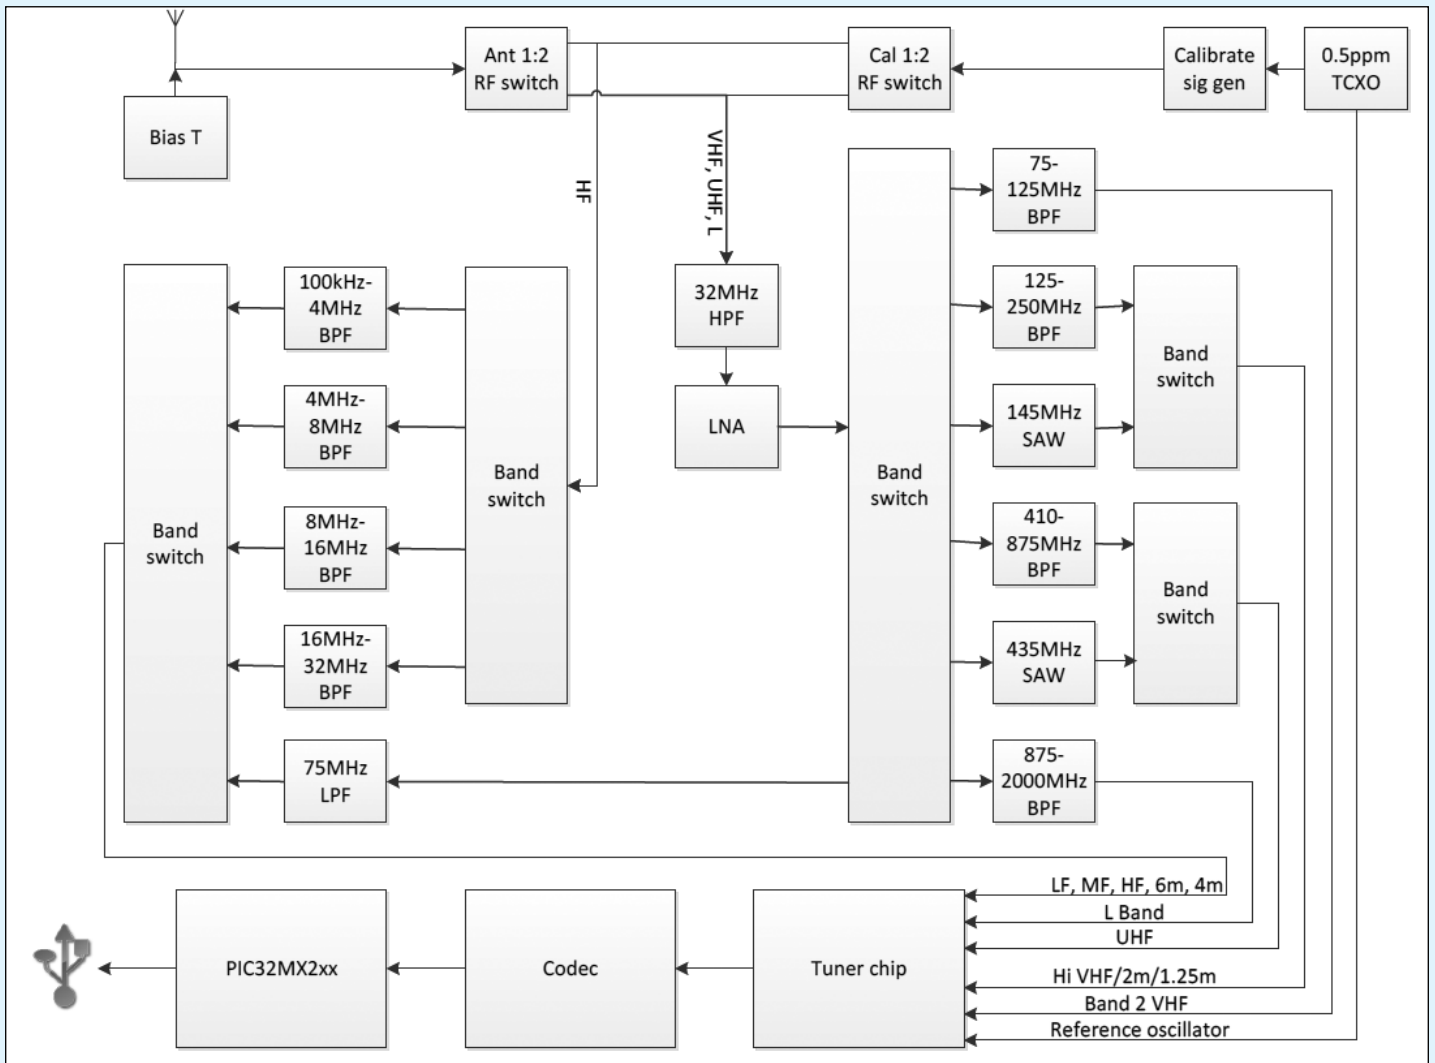 Ant 1:2
RF switch
Cal 1:2
RF switch
Calibrate
sig gen
0.5ppm
TCXO
Bias T
HF
VHF, UHF, L
75-
125MHz
BPF
100kHz-
4MHz
BPF
32MHz
HPF
125-
250MHz
BPF
Band
switch
4MHz-
8MHz
BPF
LNA
145MHz
SAW
Band
switch
Band
switch
Band
switch
8MHz-
16MHz
BPF
410-
875MHz
BPF
Band
switch
16MHz-
32MHz
BPF
435MHz
SAW
75MHz
LPF
875-
2000MHz
BPF
LF, MF, HF, 6m, 4m
L Band
UHF
Hi VHF/2m/1.25m
Band 2 VHF
Reference oscillator
PIC32MX2xx
Codec
Tuner chip